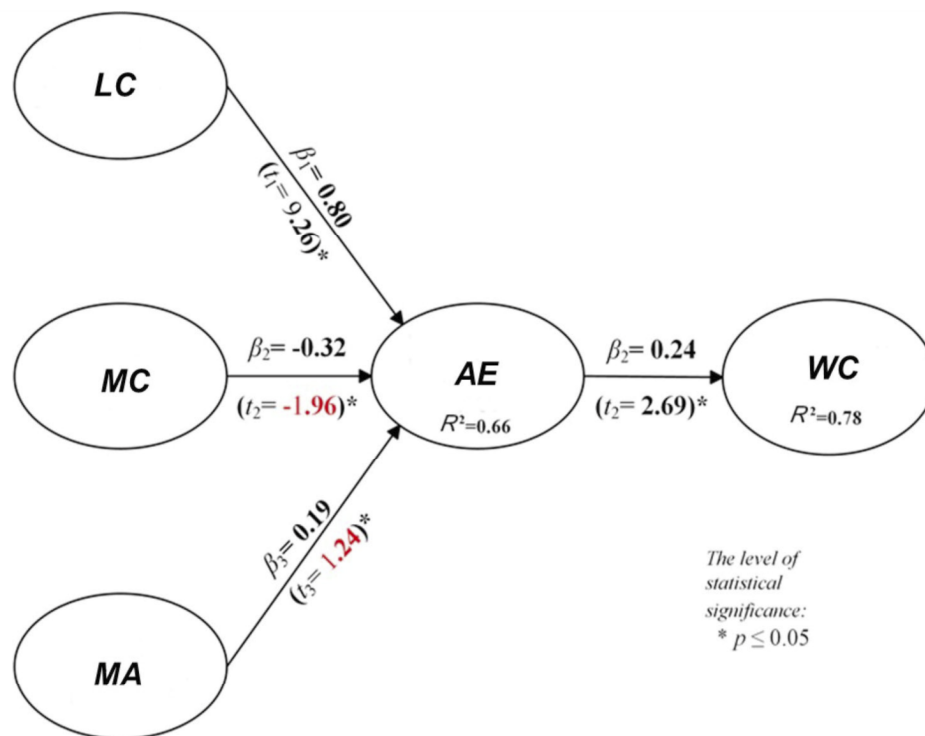 LC
β₁= 0.80
(t₁= 9.26)*
MC
β₂= -0.32
(t₂= -1.96)*
AE
R²=0.66
β₂= 0.24
(t₂= 2.69)*
WC
R²=0.78
β₃= 0.19
(t₃= 1.24)*
MA
The level of
statistical
significance:
* p ≤ 0.05